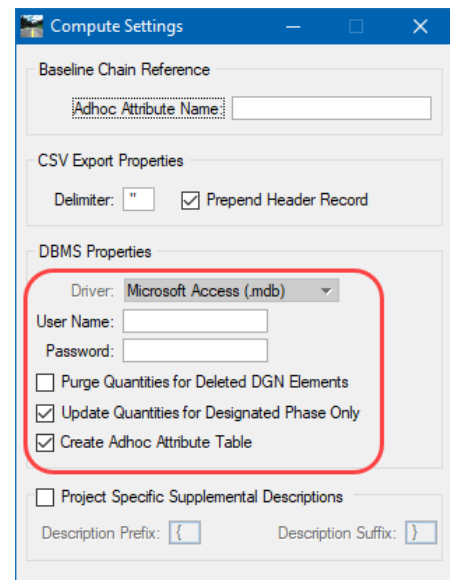 Compute Settings
Baseline Chain Reference
Adhoc Attribute Name:
CSV Export Properties
Delimiter: " Prepend Header Record
DBMS Properties
Driver: Microsoft Access (.mdb)
User Name:
Password:
Purge Quantities for Deleted DGN Elements
Update Quantities for Designated Phase Only
Create Adhoc Attribute Table
Project Specific Supplemental Descriptions
Description Prefix: { Description Suffix: }